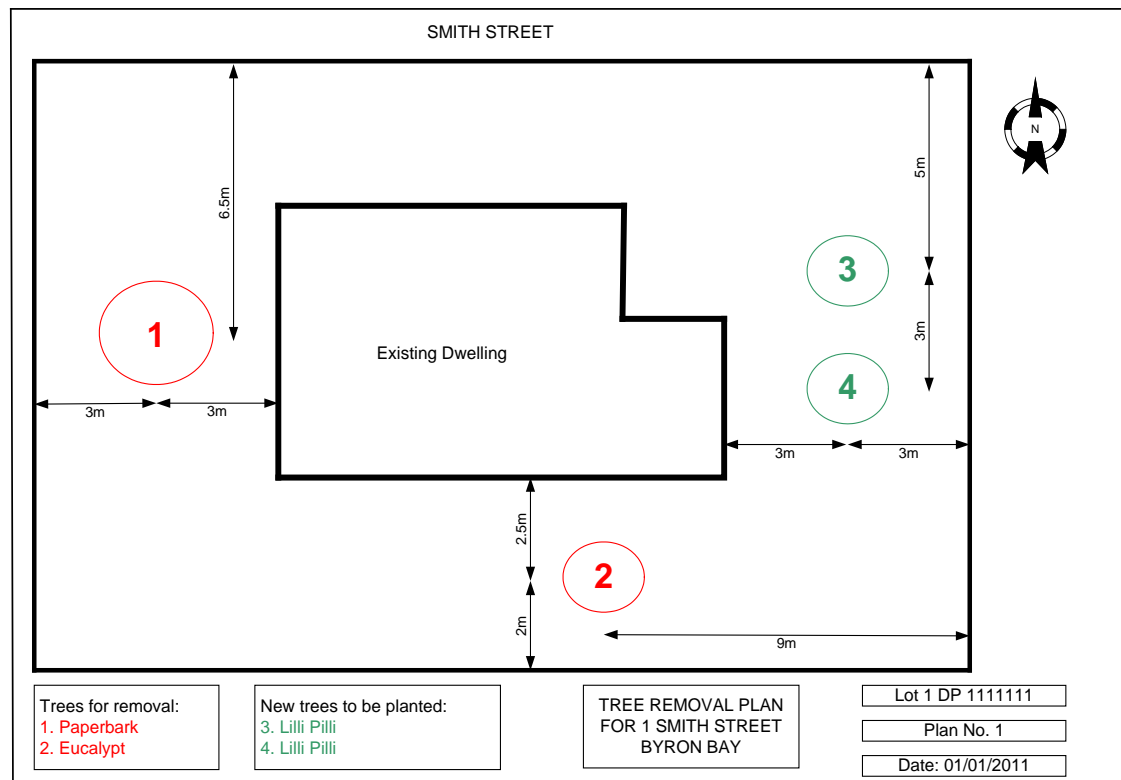 SMITH STREET
N
6.5m
5m
3
3m
1
Existing Dwelling
4
3m
3m
3m
3m
2.5m
2
2m
9m
Trees for removal:
1. Paperbark
2. Eucalypt
New trees to be planted:
3. Lilli Pilli
4. Lilli Pilli
TREE REMOVAL PLAN
FOR 1 SMITH STREET
BYRON BAY
Lot 1 DP 1111111
Plan No. 1
Date: 01/01/2011